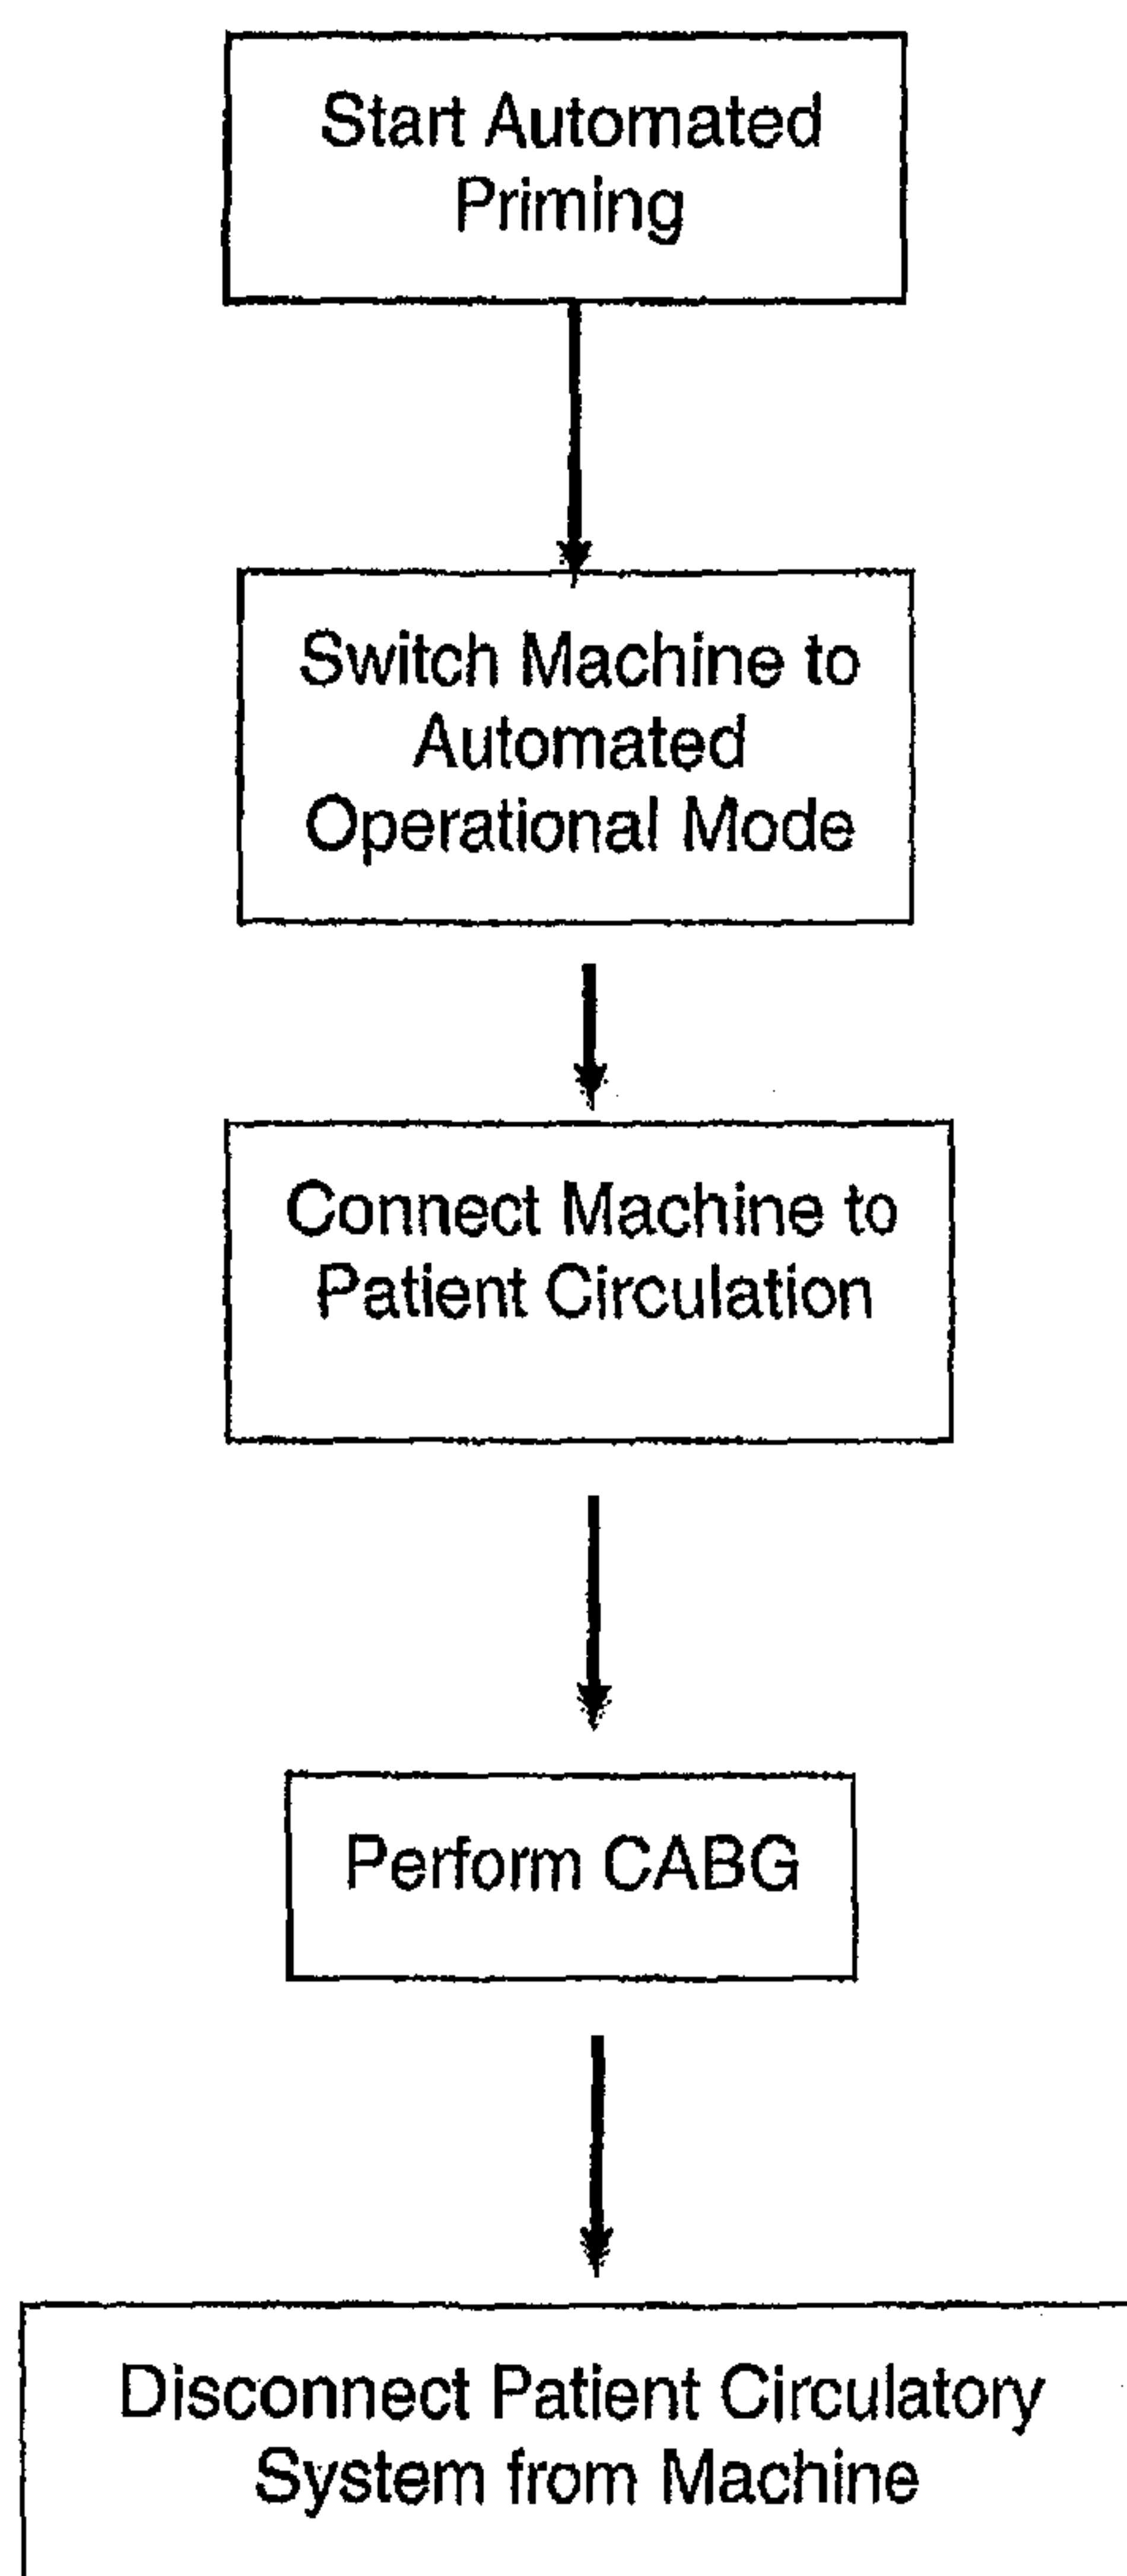 Start Automated
Priming
Switch Machine to
Automated
Operational Mode
Connect Machine to
Patient Circulation
Perform CABG
Disconnect Patient Circulatory
System from Machine